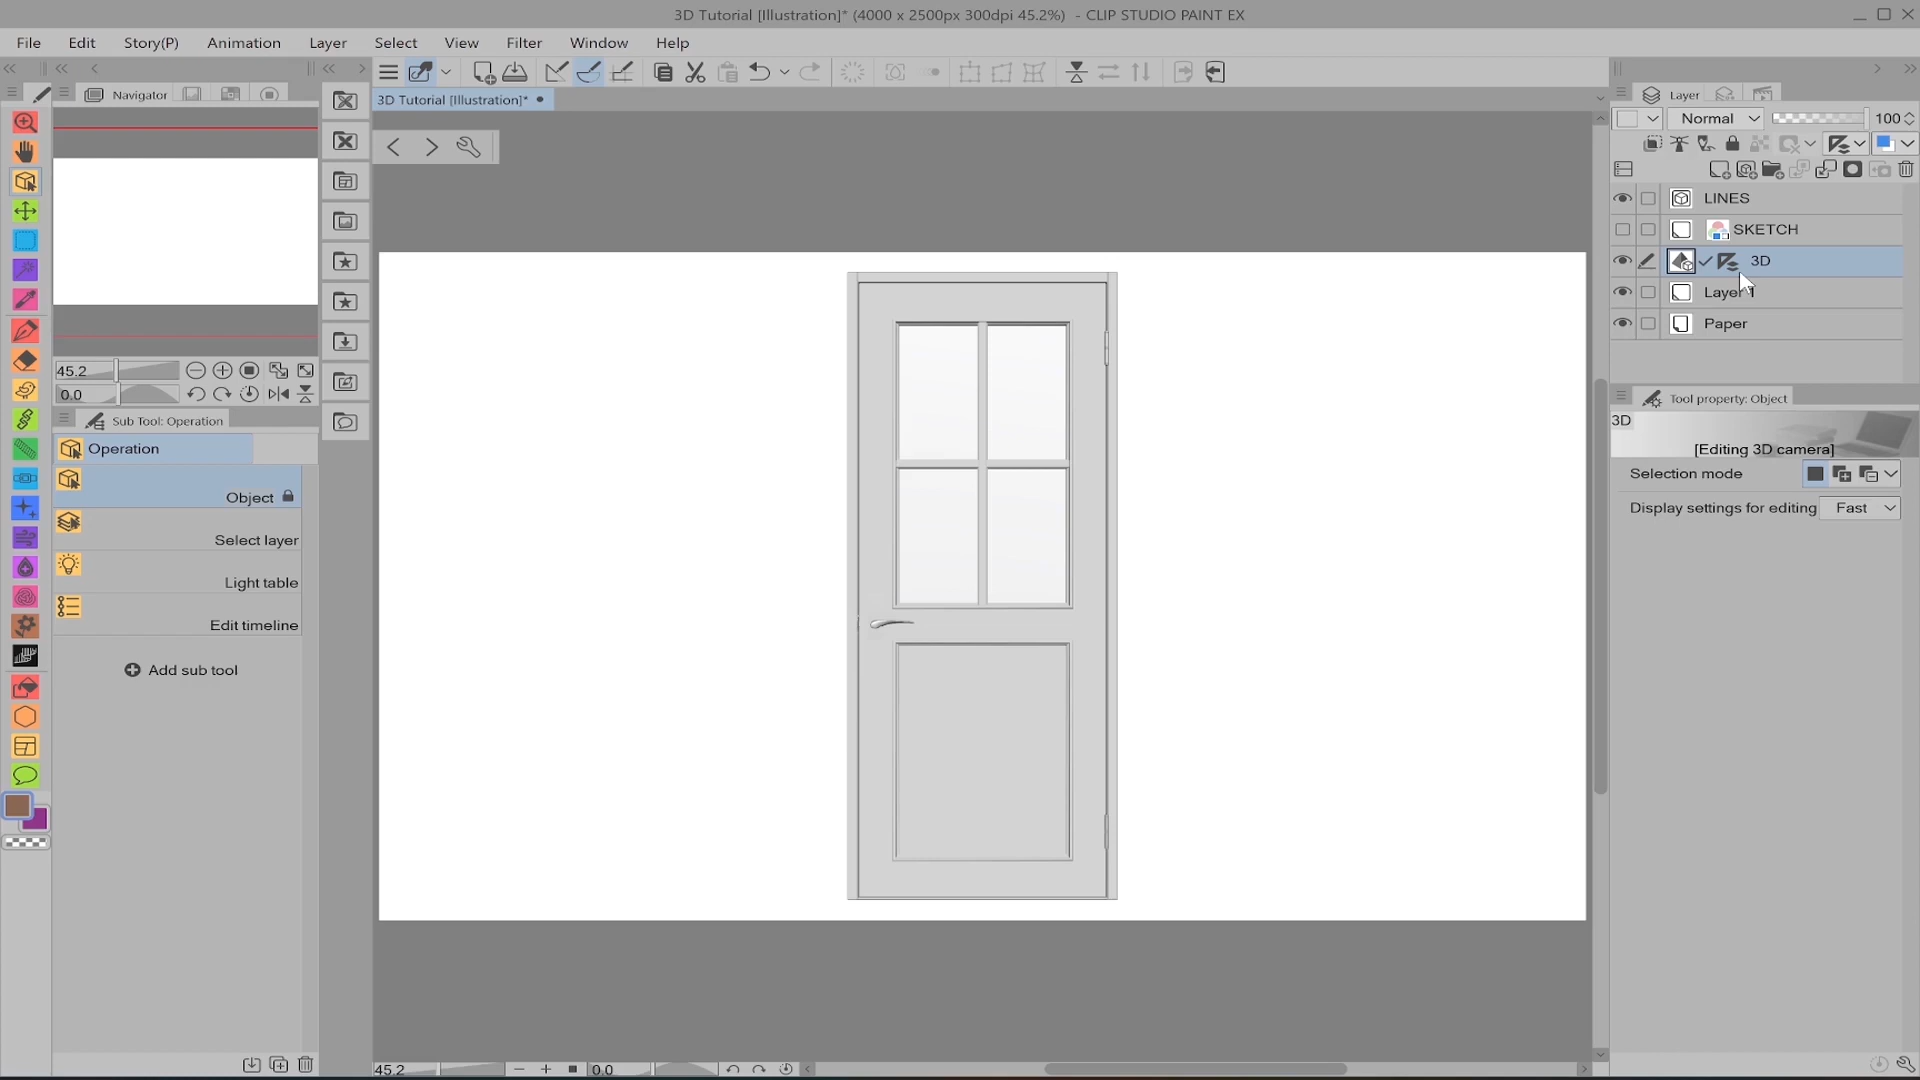 3D Tutorial [Illustration]* (4000 x 2500px 300dpi 45.2%) - CLIP STUDIO PAINT EX
File Edit Story(P) Animation Layer Select View Filter Window Help
Navigator
3D Tutorial [Illustration]*
Layer
Normal 100
LINES
SKETCH
3D
Layer 1
Paper
45.2
0.0
Sub Tool: Operation
Operation
Object
Select layer
Light table
Edit timeline
Add sub tool
Tool property: Object
3D
[Editing 3D camera]
Selection mode
Display settings for editing Fast
45.2 0.0